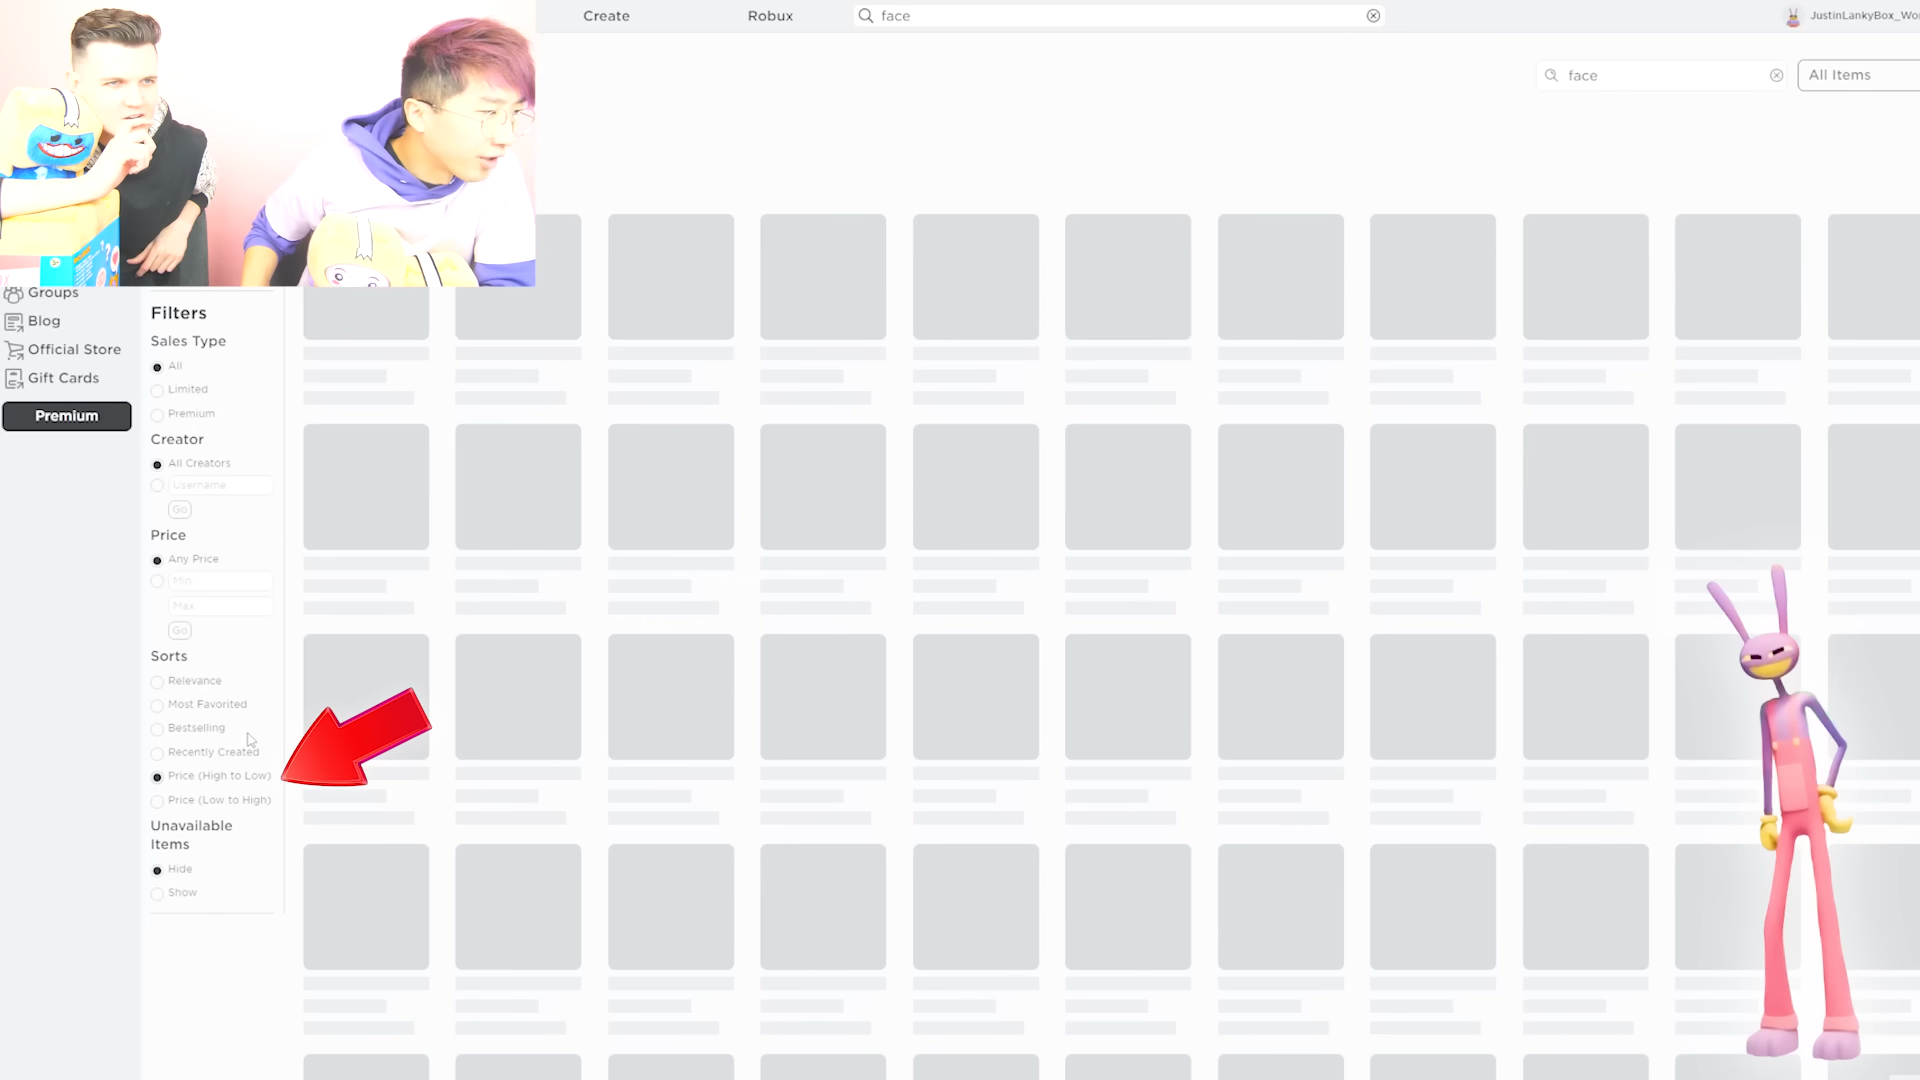 Create
Robux
face
JustinLankyBox_Wo
face
All Items
3+
Groups
Blog
Official Store
Gift Cards
Premium
Filters
Sales Type
All
Limited
Premium
Creator
All Creators
Username
Go
Price
Any Price
Min
Max
Go
Sorts
Relevance
Most Favorited
Bestselling
Recently Created
Price (High to Low)
Price (Low to High)
Unavailable
Items
Hide
Show